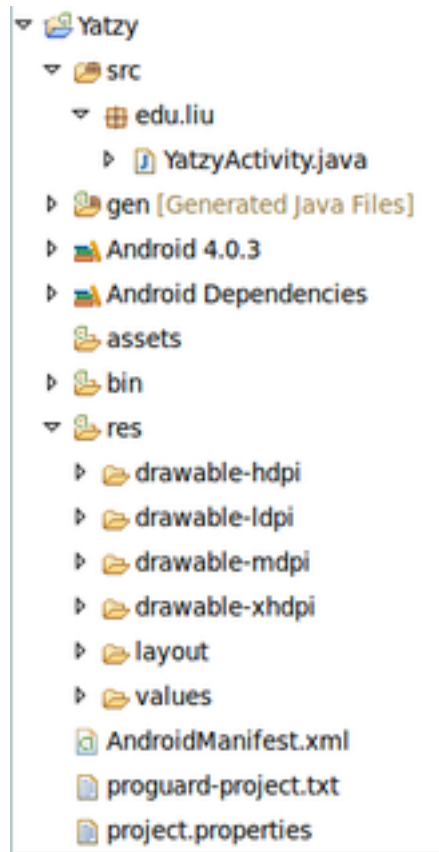 Yatzy
src
edu.liu
YatzyActivity.java
gen [Generated Java Files]
Android 4.0.3
Android Dependencies
assets
bin
res
drawable-hdpi
drawable-ldpi
drawable-mdpi
drawable-xhdpi
layout
values
AndroidManifest.xml
proguard-project.txt
project.properties